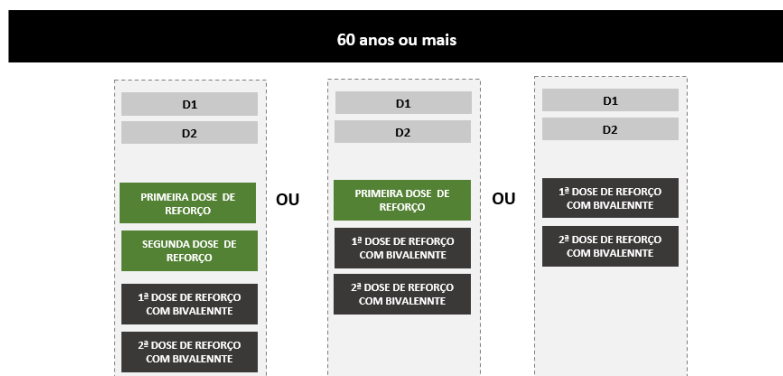 60 anos ou mais
D1
D2
PRIMEIRA DOSE DE
REFORÇO
SEGUNDA DOSE DE
REFORÇO
1ª DOSE DE REFORÇO
COM BIVALENNTE
2ª DOSE DE REFORÇO
COM BIVALENNTE
OU
D1
D2
PRIMEIRA DOSE DE
REFORÇO
1ª DOSE DE REFORÇO
COM BIVALENNTE
2ª DOSE DE REFORÇO
COM BIVALENNTE
OU
D1
D2
1ª DOSE DE REFORÇO
COM BIVALENNTE
2ª DOSE DE REFORÇO
COM BIVALENNTE